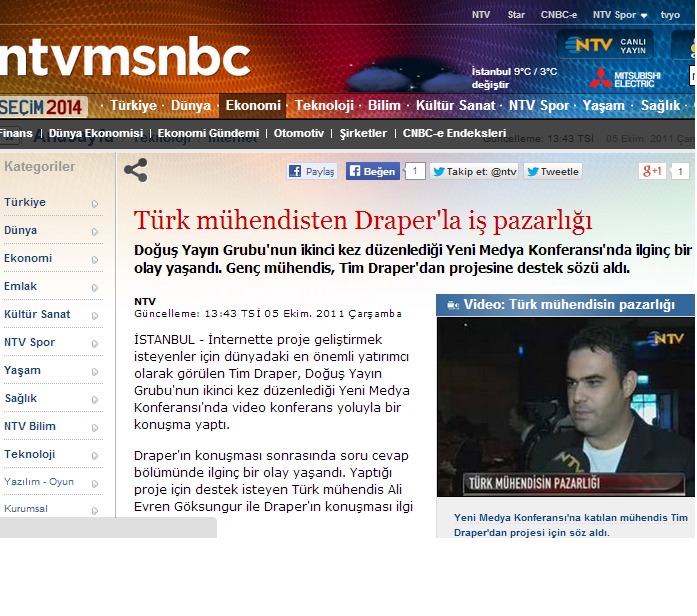 NTV Star CNBC-e NTV Spor tvyo
ntvmsnbc
NTV CANLI YAYIN
İstanbul 9°C / 3°C
değiştir
MITSUBISHI
ELECTRIC
SEÇİM 2014
Türkiye · Dünya · Ekonomi · Teknoloji · Bilim · Kültür Sanat · NTV Spor · Yaşam · Sağlık ·
Finans | Dünya Ekonomisi | Ekonomi Gündemi | Otomotiv | Şirketler | CNBC-e Endeksleri
Anasayfa Teknoloji İnternet Güncelleme: 13:43 TSİ 05 Ekim. 2011 Çarş
Kategoriler
Türkiye
Dünya
Ekonomi
Emlak
Kültür Sanat
NTV Spor
Yaşam
Sağlık
NTV Bilim
Teknoloji
Yazılım - Oyun
Kurumsal
Paylaş Beğen 1 Takip et: @ntv Tweetle g+1 1
Türk mühendisten Draper'la iş pazarlığı
Doğuş Yayın Grubu'nun ikinci kez düzenlediği Yeni Medya Konferansı'nda ilginç bir
olay yaşandı. Genç mühendis, Tim Draper'dan projesine destek sözü aldı.
NTV
Güncelleme: 13:43 TSİ 05 Ekim. 2011 Çarşamba
İSTANBUL - İnternette proje geliştirmek
isteyenler için dünyadaki en önemli yatırımcı
olarak görülen Tim Draper, Doğuş Yayın
Grubu'nun ikinci kez düzenlediği Yeni Medya
Konferansı'nda video konferans yoluyla bir
konuşma yaptı.
Draper'ın konuşması sonrasında soru cevap
bölümünde ilginç bir olay yaşandı. Yaptığı
proje için destek isteyen Türk mühendis Ali
Evren Göksungur ile Draper'ın konuşması ilgi
Video: Türk mühendisin pazarlığı
NTV
NTV
TÜRK MÜHENDİSİN PAZARLIĞI
Yeni Medya Konferansı'na katılan mühendis Tim
Draper'dan projesi için söz aldı.